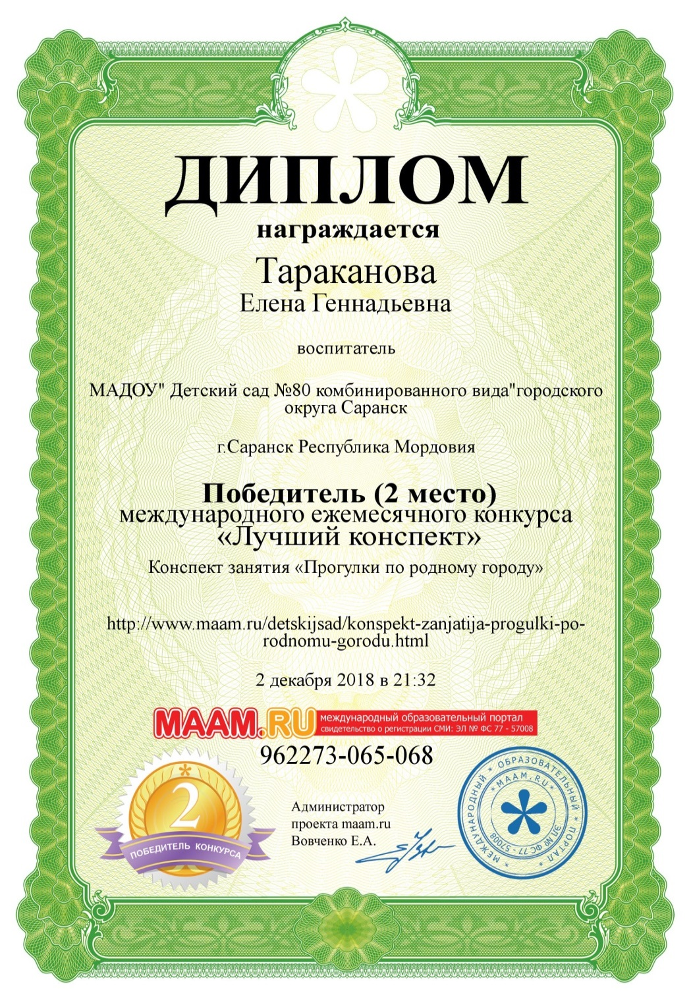 ДИПЛОМ
награждается
Тараканова
Елена Геннадьевна
воспитатель
МАДОУ" Детский сад №80 комбинированного вида"городского
округа Саранск
г.Саранск Республика Мордовия
Победитель (2 место)
международного ежемесячного конкурса
«Лучший конспект»
Конспект занятия «Прогулки по родному городу»
http://www.maam.ru/detskijsad/konspekt-zanjatija-progulki-po-
rodnomu-gorodu.html
2 декабря 2018 в 21:32
MAAM.RU
международный образовательный портал
свидетельство о регистрации СМИ: ЭЛ № ФС 77 - 57008
962273-065-068
2
ПОБЕДИТЕЛЬ КОНКУРСА
Администратор
проекта maam.ru
Вовченко Е.А.
* МЕЖДУНАРОДНЫЙ * ОБРАЗОВАТЕЛЬНЫЙ * ПОРТАЛ *
* MAAM.RU *
ЭЛ № ФС 77 - 57008